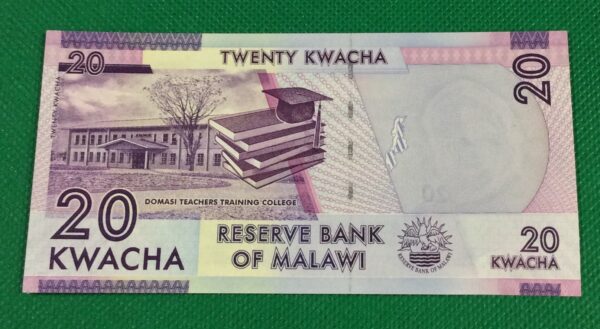 20
TWENTY KWACHA
20
TWENTY KWACHA
DOMASI TEACHERS TRAINING COLLEGE
20
KWACHA
RESERVE BANK
OF MALAWI
RESERVE BANK OF MALAWI
20
KWACHA